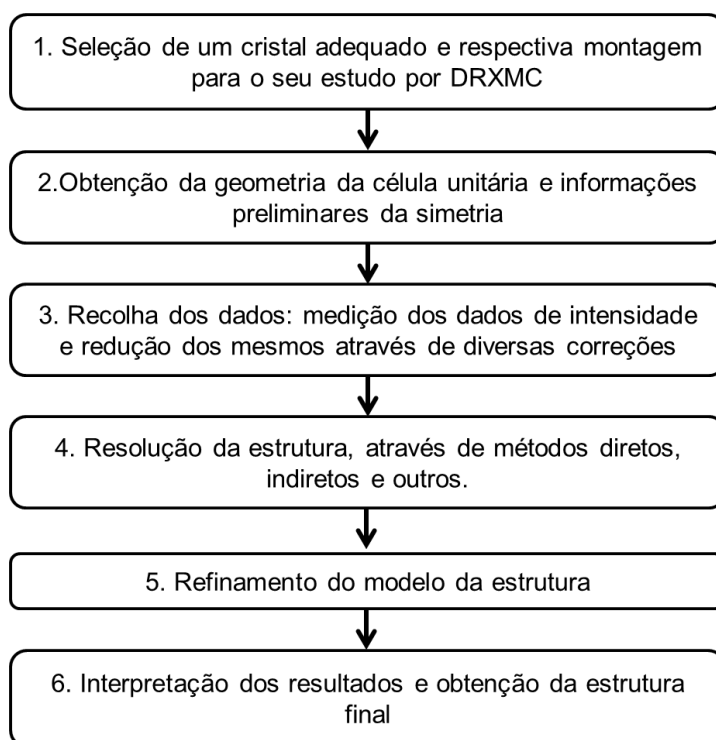 1. Seleção de um cristal adequado e respectiva montagem
para o seu estudo por DRXMC
2.Obtenção da geometria da célula unitária e informações
preliminares da simetria
3. Recolha dos dados: medição dos dados de intensidade
e redução dos mesmos através de diversas correções
4. Resolução da estrutura, através de métodos diretos,
indiretos e outros.
5. Refinamento do modelo da estrutura
6. Interpretação dos resultados e obtenção da estrutura
final